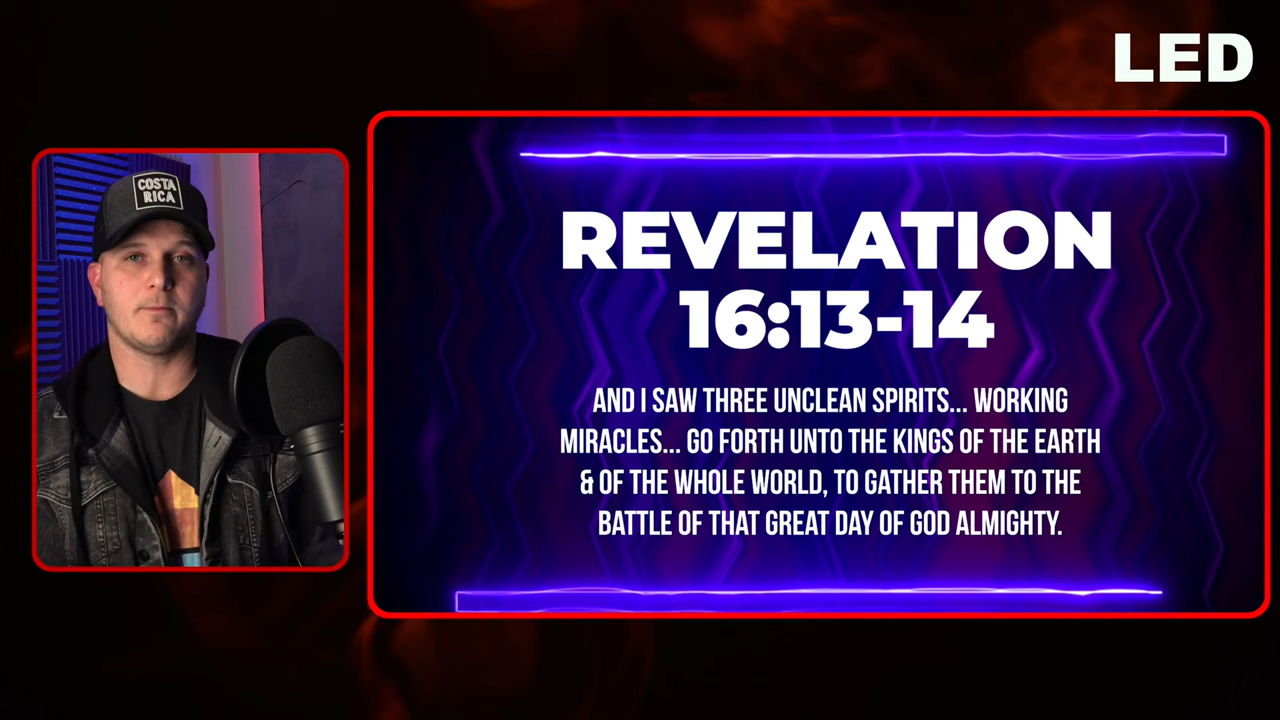 LED
COSTA
RICA
REVELATION
16:13-14
AND I SAW THREE UNCLEAN SPIRITS... WORKING
MIRACLES... GO FORTH UNTO THE KINGS OF THE EARTH
& OF THE WHOLE WORLD, TO GATHER THEM TO THE
BATTLE OF THAT GREAT DAY OF GOD ALMIGHTY.